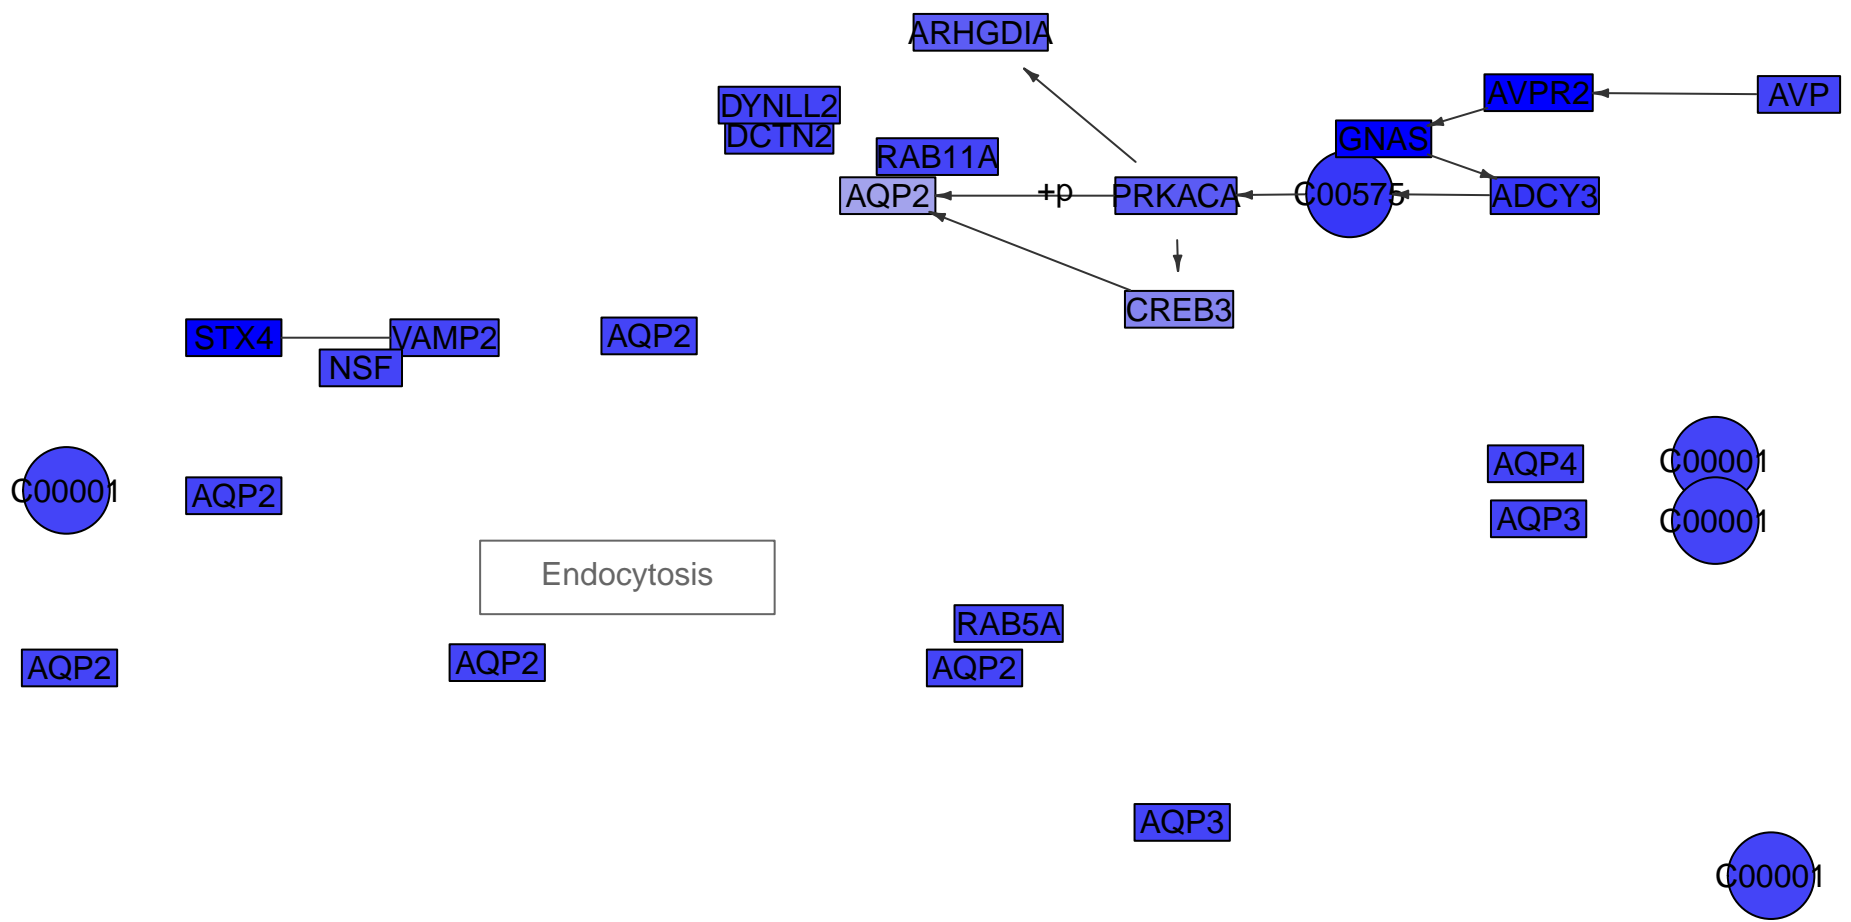 ARHGDIA
AVPR2
AVP
DYNLL2
DCTN2
GNAS
RAB11A
AQP2
+p
PRKACA
C00575
ADCY3
CREB3
STX4
VAMP2
AQP2
NSF
C00001
AQP2
AQP4
C00001
AQP3
C00001
Endocytosis
RAB5A
AQP2
AQP2
AQP2
AQP3
C00001